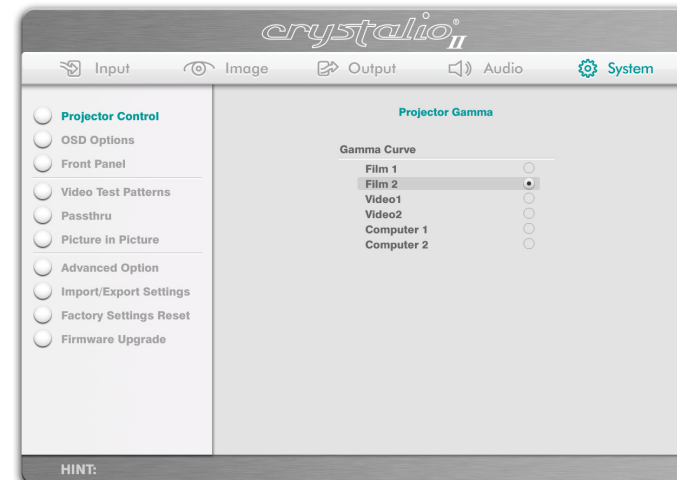 crystalio® II
Input Image Output Audio System
Projector Control
OSD Options
Front Panel
Video Test Patterns
Passthru
Picture in Picture
Advanced Option
Import/Export Settings
Factory Settings Reset
Firmware Upgrade
Projector Gamma
Gamma Curve
Film 1
Film 2
Video1
Video2
Computer 1
Computer 2
HINT: